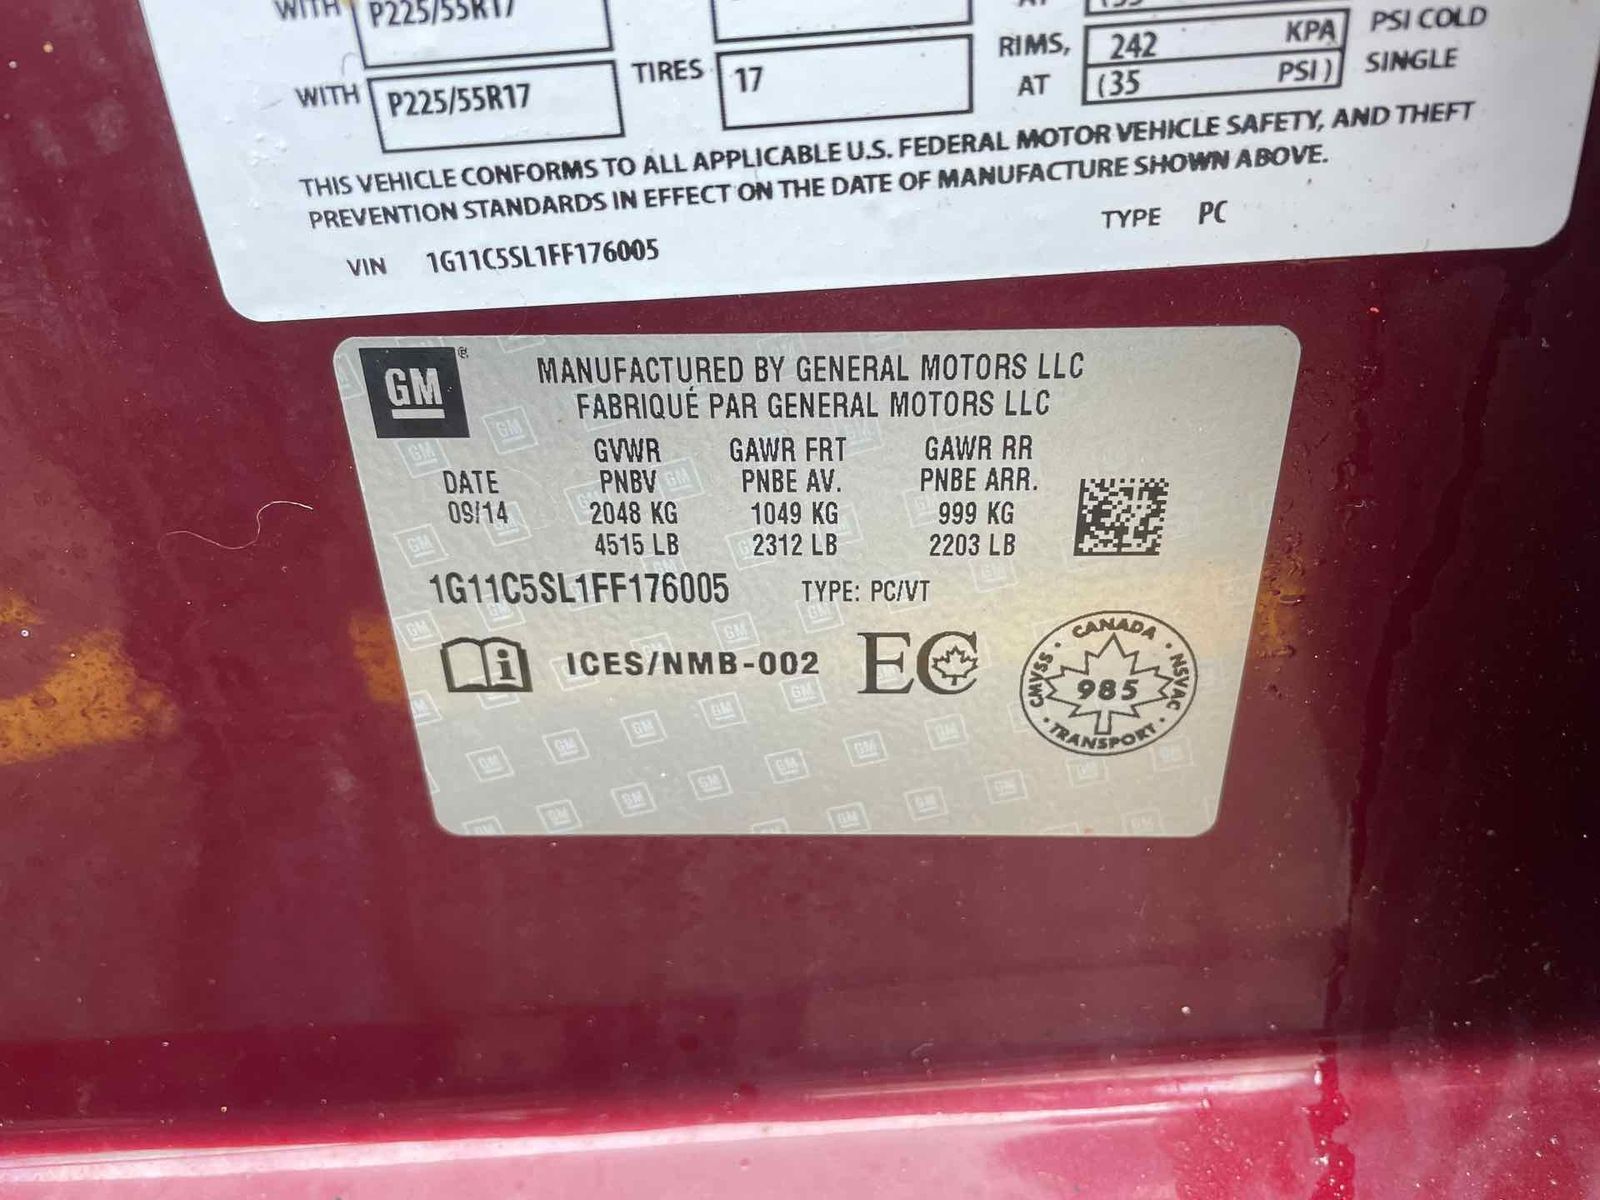 WITH P225/55R17
WITH P225/55R17 TIRES 17 RIMS, AT 242 KPA (35 PSI) PSI COLD SINGLE
THIS VEHICLE CONFORMS TO ALL APPLICABLE U.S. FEDERAL MOTOR VEHICLE SAFETY, AND THEFT
PREVENTION STANDARDS IN EFFECT ON THE DATE OF MANUFACTURE SHOWN ABOVE.
VIN 1G11C5SL1FF176005 TYPE PC
GM®
MANUFACTURED BY GENERAL MOTORS LLC
FABRIQUÉ PAR GENERAL MOTORS LLC
GVWR GAWR FRT GAWR RR
DATE PNBV PNBE AV. PNBE ARR.
09/14 2048 KG 1049 KG 999 KG
4515 LB 2312 LB 2203 LB
1G11C5SL1FF176005 TYPE: PC/VT
i ICES/NMB-002 EC
CANADA
CMVSS · NSVAC
985
TRANSPORT